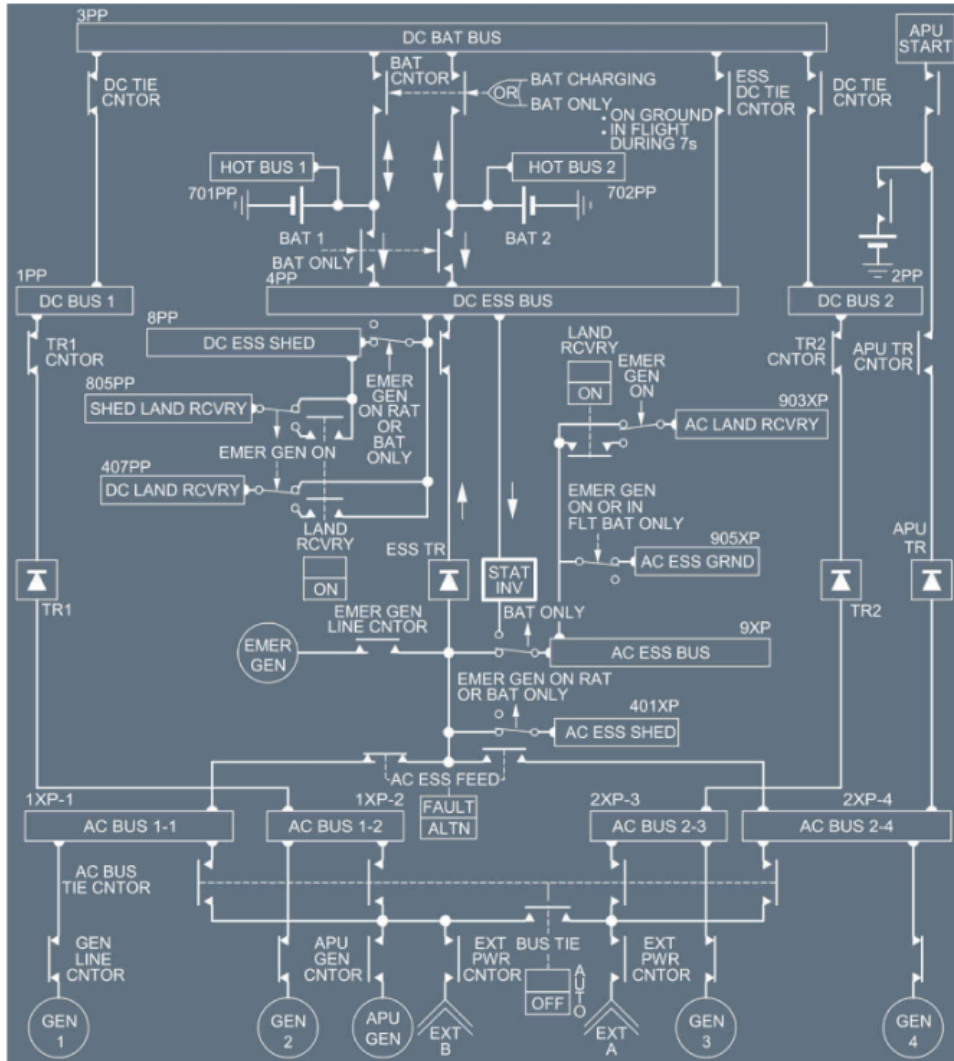 3PP
DC BAT BUS
APU
START
DC TIE
CNTOR
BAT
CNTOR
OR
BAT CHARGING
BAT ONLY
• ON GROUND
• IN FLIGHT
DURING 7s
ESS
DC TIE
CNTOR
DC TIE
CNTOR
HOT BUS 1
HOT BUS 2
701PP
702PP
BAT 1
BAT 2
BAT ONLY
1PP
4PP
2PP
DC BUS 1
DC ESS BUS
DC BUS 2
8PP
DC ESS SHED
TR1
CNTOR
TR2
CNTOR
APU TR
CNTOR
LAND
RCVRY
ON
EMER
GEN
ON
EMER
GEN
ON RAT
OR
BAT
ONLY
805PP
SHED LAND RCVRY
903XP
AC LAND RCVRY
EMER GEN ON
407PP
DC LAND RCVRY
EMER GEN
ON OR IN
FLT BAT ONLY
LAND
RCVRY
ON
ESS TR
905XP
AC ESS GRND
APU
TR
STAT
INV
TR1
TR2
EMER GEN
LINE CNTOR
BAT ONLY
9XP
EMER
GEN
AC ESS BUS
EMER GEN ON RAT
OR BAT ONLY
401XP
AC ESS SHED
AC ESS FEED
FAULT
ALTN
1XP-1
1XP-2
2XP-3
2XP-4
AC BUS 1-1
AC BUS 1-2
AC BUS 2-3
AC BUS 2-4
AC BUS
TIE CNTOR
GEN
LINE
CNTOR
APU
GEN
CNTOR
EXT
PWR
CNTOR
BUS TIE
OFF
AUTO
EXT
PWR
CNTOR
GEN
1
GEN
2
APU
GEN
EXT
B
EXT
A
GEN
3
GEN
4